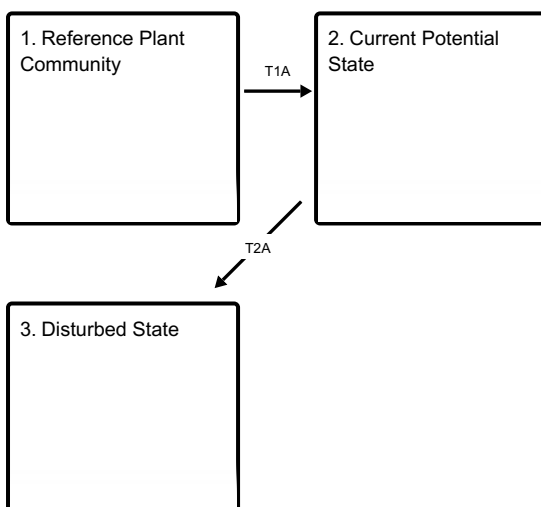 1. Reference Plant
Community
T1A
2. Current Potential
State
T2A
3. Disturbed State